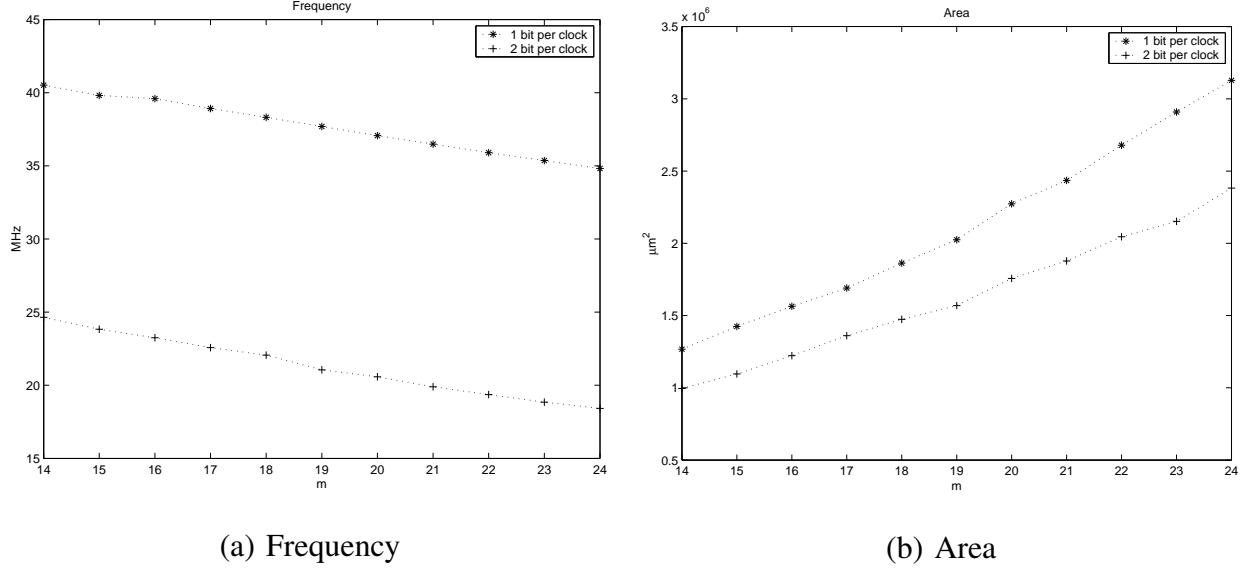 Frequency
45
40
35
30
25
20
15
MHz
1 bit per clock
2 bit per clock
14 15 16 17 18 19 20 21 22 23 24
m
(a) Frequency
Area
x 10⁶
3.5
3
2.5
2
1.5
1
0.5
μm²
1 bit per clock
2 bit per clock
14 15 16 17 18 19 20 21 22 23 24
m
(b) Area